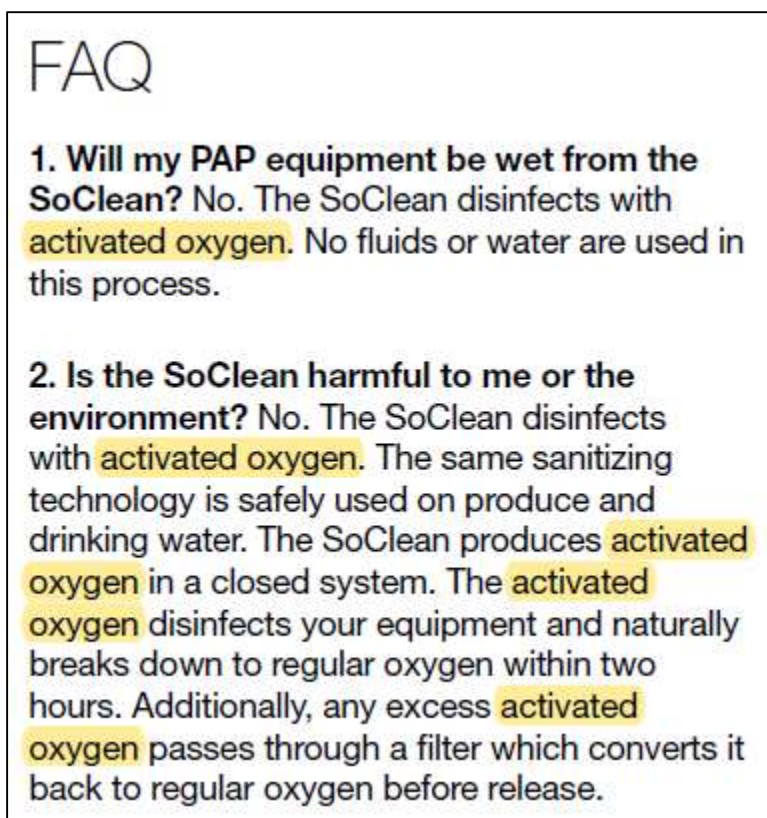 FAQ
1. Will my PAP equipment be wet from the
SoClean? No. The SoClean disinfects with
activated oxygen. No fluids or water are used in
this process.
2. Is the SoClean harmful to me or the
environment? No. The SoClean disinfects
with activated oxygen. The same sanitizing
technology is safely used on produce and
drinking water. The SoClean produces activated
oxygen in a closed system. The activated
oxygen disinfects your equipment and naturally
breaks down to regular oxygen within two
hours. Additionally, any excess activated
oxygen passes through a filter which converts it
back to regular oxygen before release.